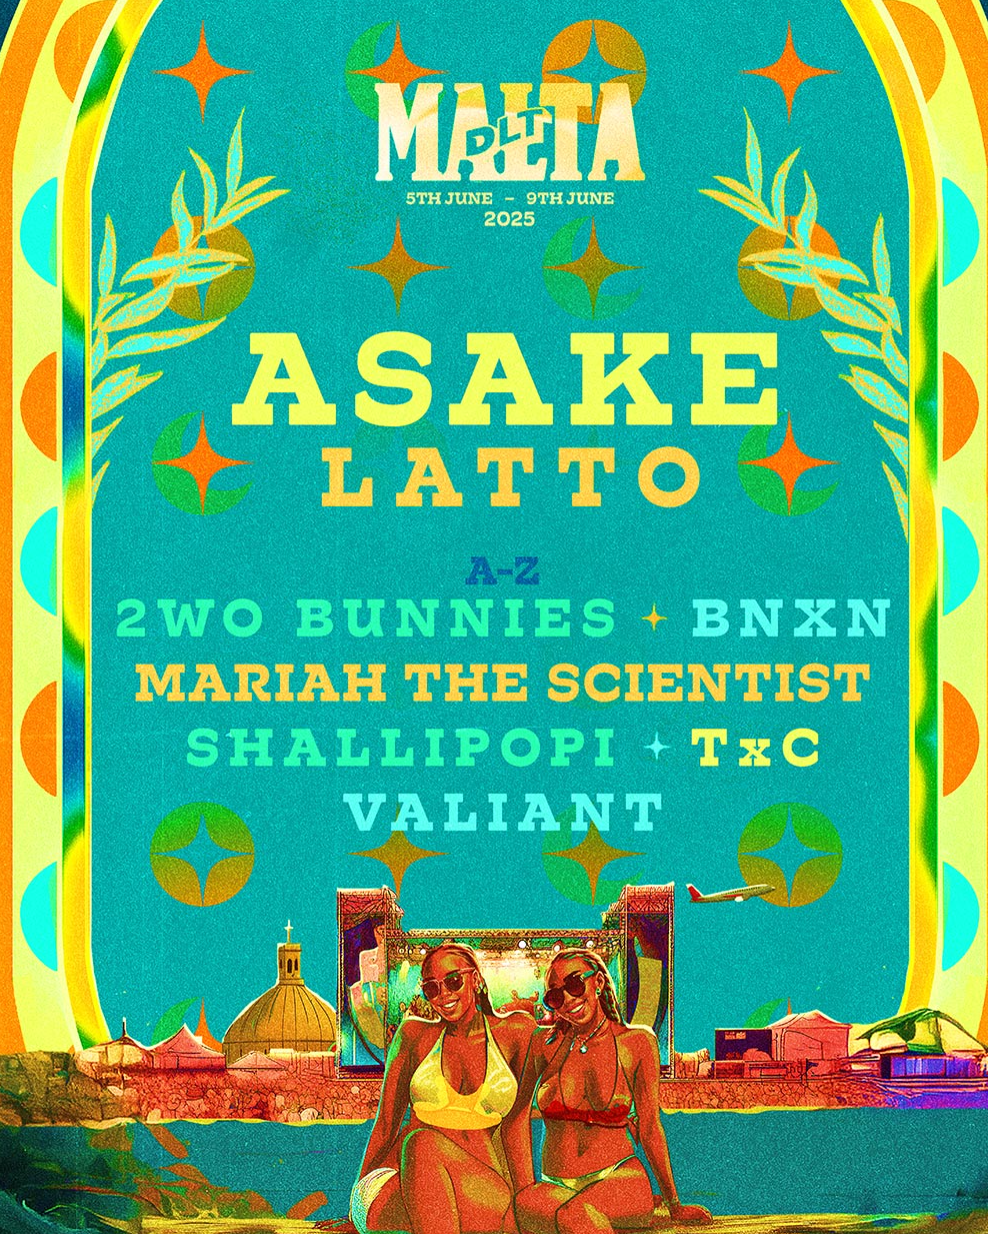 MALTA
DLT
5TH JUNE – 9TH JUNE
2025
ASAKE
LATTO
A-Z
2WO BUNNIES ✦ BNXN
MARIAH THE SCIENTIST
SHALLIPOPI ✦ TxC
VALIANT